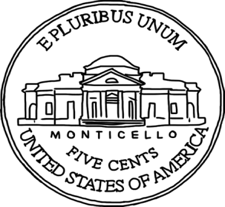 E PLURIBUS UNUM
MONTICELLO
FIVE CENTS
UNITED STATES OF AMERICA